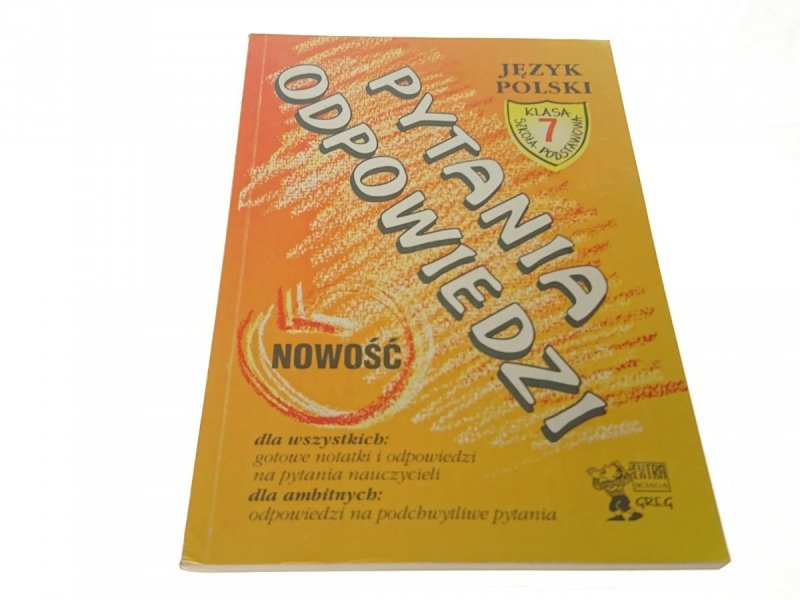 JĘZYK
POLSKI
KLASA
7
SZKOŁA PODSTAWOWA
PYTANIA
ODPOWIEDZI
NOWOŚĆ
dla wszystkich:
gotowe notatki i odpowiedzi
na pytania nauczycieli
dla ambitnych:
odpowiedzi na podchwytliwe pytania
GREG